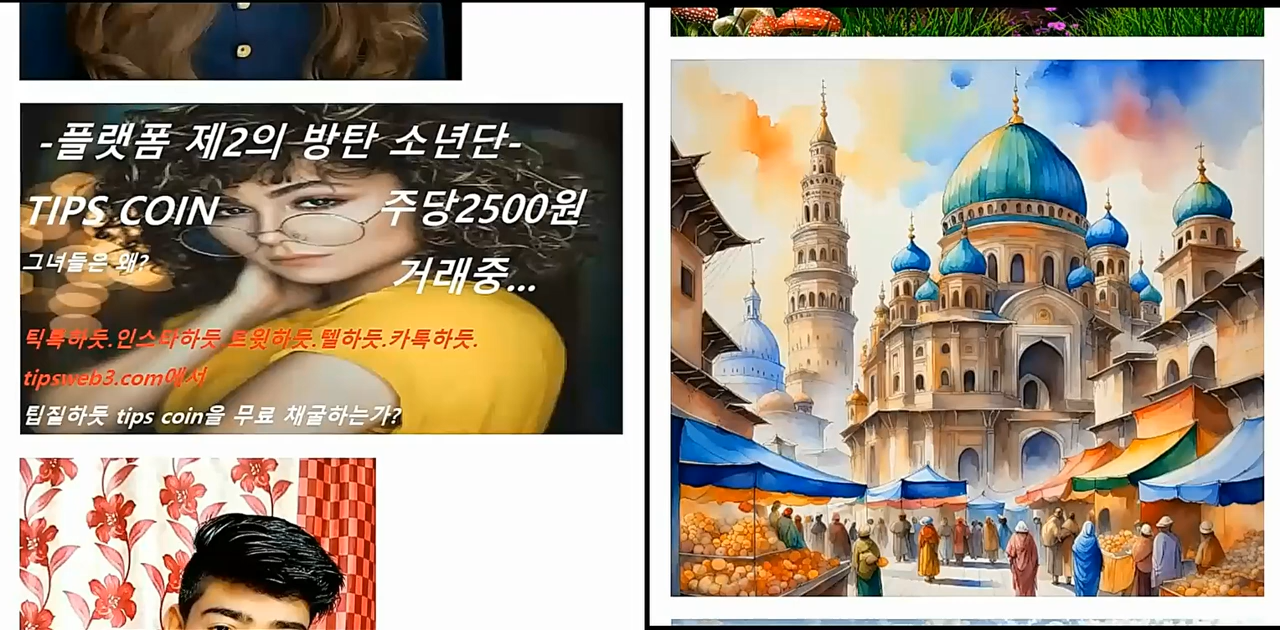 -플랫폼 제2의 방탄 소년단-
TIPS COIN 주당2500원
그녀들은 왜? 거래중...
틱톡하듯.인스타하듯 트윗하듯.텔하듯.카톡하듯.
tipsweb3.com에서
팁질하듯 tips coin을 무료 채굴하는가?